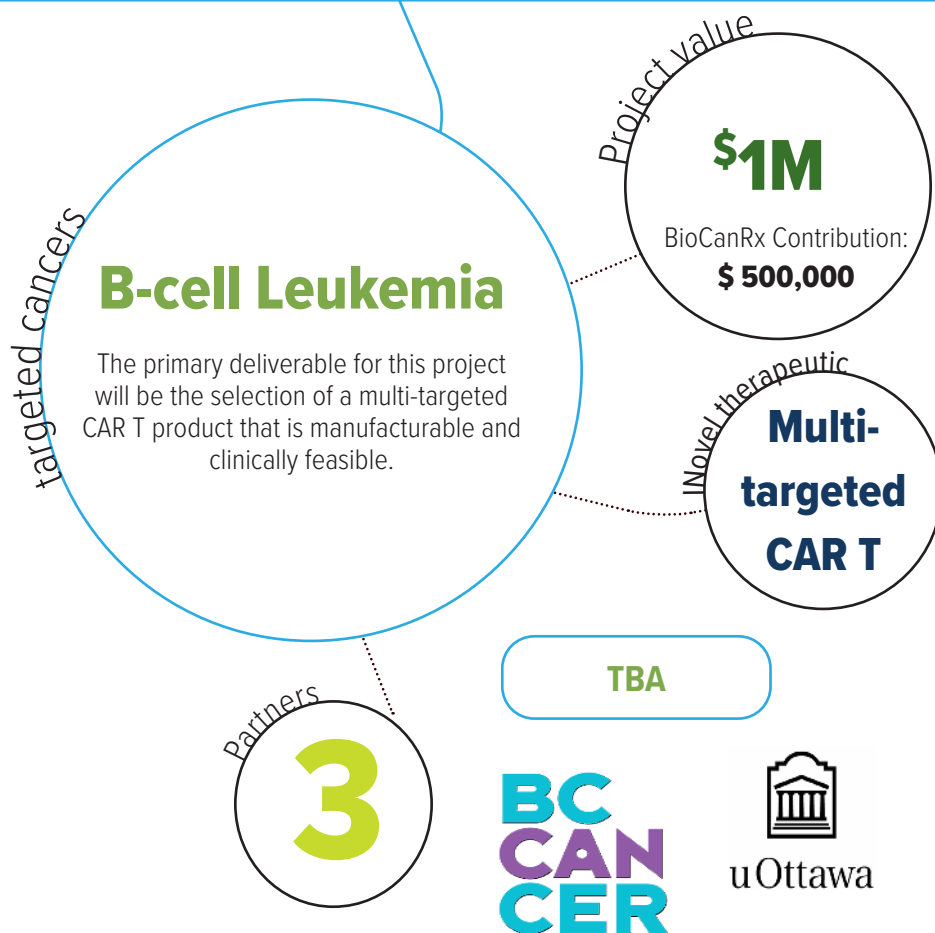 targeted cancers
B-cell Leukemia
The primary deliverable for this project
will be the selection of a multi-targeted
CAR T product that is manufacturable and
clinically feasible.
Project value
$1M
BioCanRx Contribution:
$ 500,000
INovel therapeutic
Multi-
targeted
CAR T
Partners
3
TBA
BC
CAN
CER
uOttawa